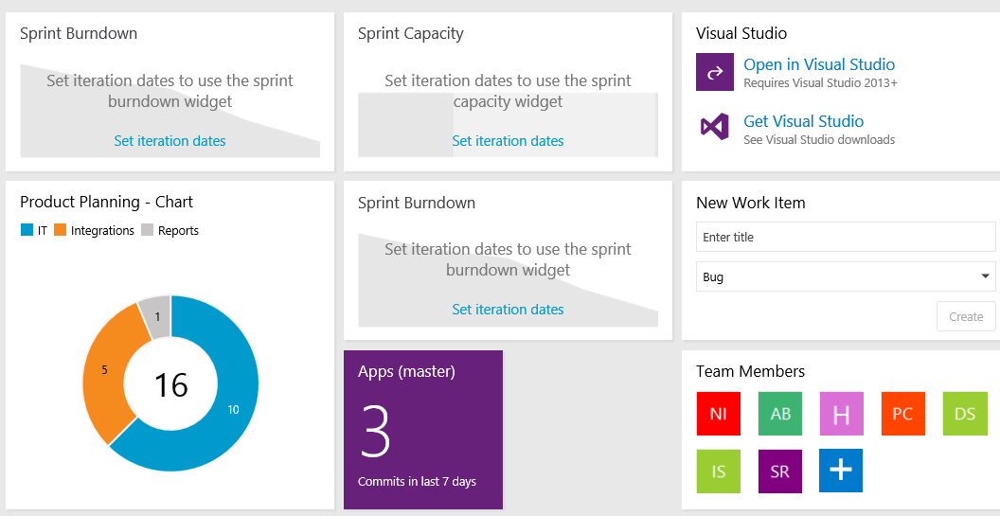 Sprint Burndown
Set iteration dates to use the sprint
burndown widget
Set iteration dates
Sprint Capacity
Set iteration dates to use the sprint
capacity widget
Set iteration dates
Visual Studio
Open in Visual Studio
Requires Visual Studio 2013+
Get Visual Studio
See Visual Studio downloads
Product Planning - Chart
IT Integrations Reports
1
5
16
10
Sprint Burndown
Set iteration dates to use the sprint
burndown widget
Set iteration dates
New Work Item
Enter title
Bug
Create
Apps (master)
3
Commits in last 7 days
Team Members
NI AB H PC DS
IS SR